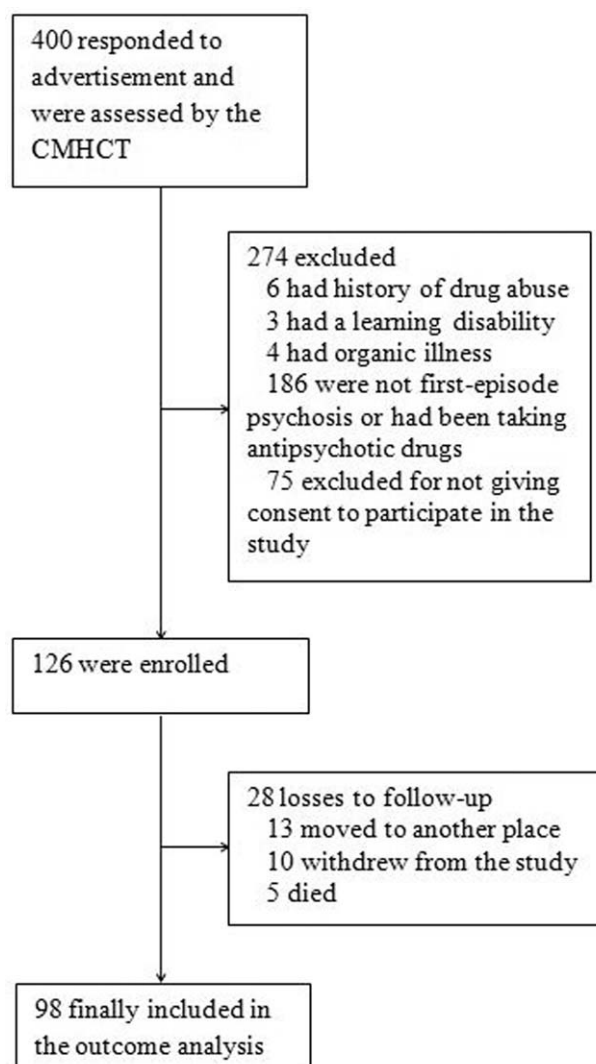 400 responded to
advertisement and
were assessed by the
CMHCT
274 excluded
6 had history of drug abuse
3 had a learning disability
4 had organic illness
186 were not first-episode
psychosis or had been taking
antipsychotic drugs
75 excluded for not giving
consent to participate in the
study
126 were enrolled
28 losses to follow-up
13 moved to another place
10 withdrew from the study
5 died
98 finally included in
the outcome analysis